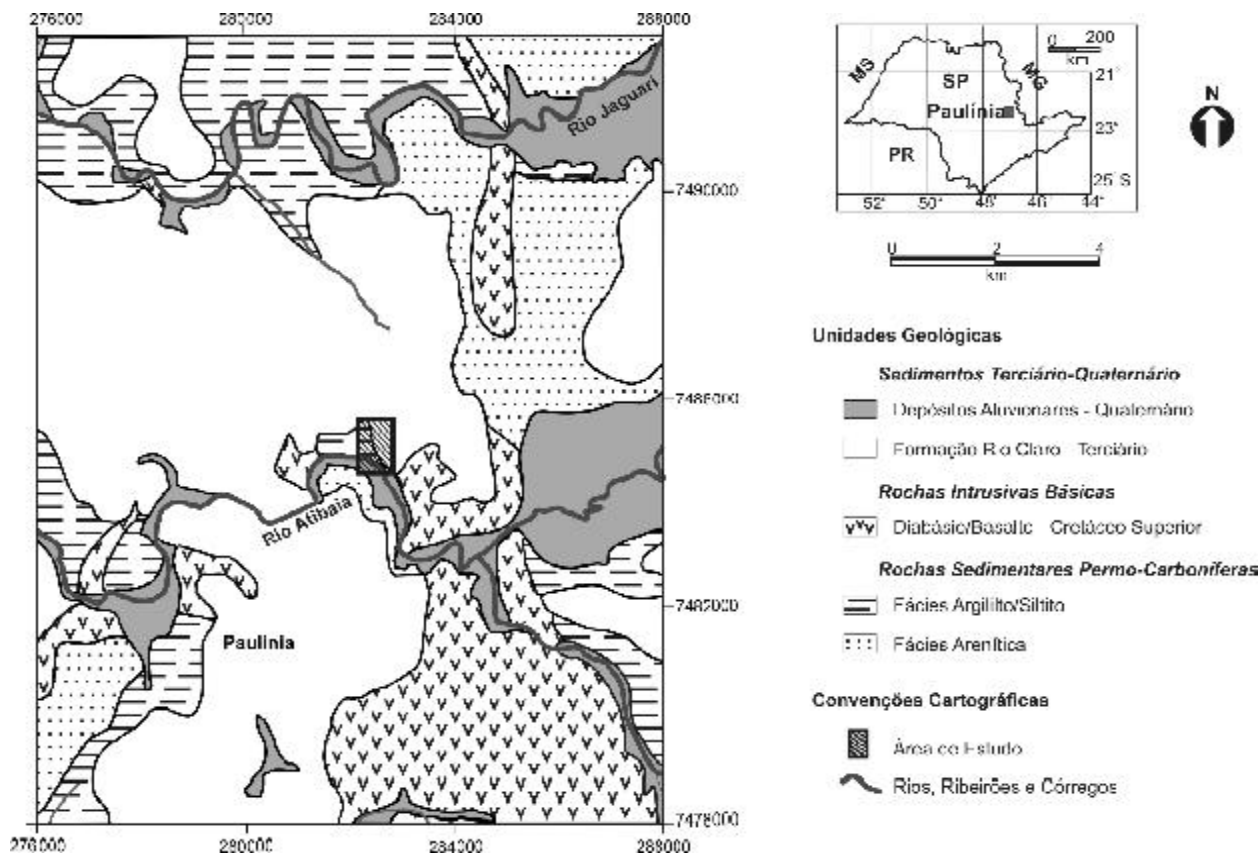 276000 280000 284000 288000
Rio Jaguari
7490000
7482000
7478000
Rio Atibaia
Paulinia
276000 280000 284000 288000
0 200
km
MS
SP
MG
Paulínia
PR
21°
23°
25° S
52° 50° 48° 46° 44°
N
0 2 4
km
Unidades Geológicas
Sedimentos Terciário-Quaternário
Depósitos Aluvionares - Quaternário
Formação Rio Claro - Terciário
Rochas Intrusivas Básicas
Diabásio/Basalto - Cretáceo Superior
Rochas Sedimentares Permo-Carboníferas
Fácies Argilito/Siltito
Fácies Arenítica
Convenções Cartográficas
Área de Estudo
Rios, Ribeirões e Córregos